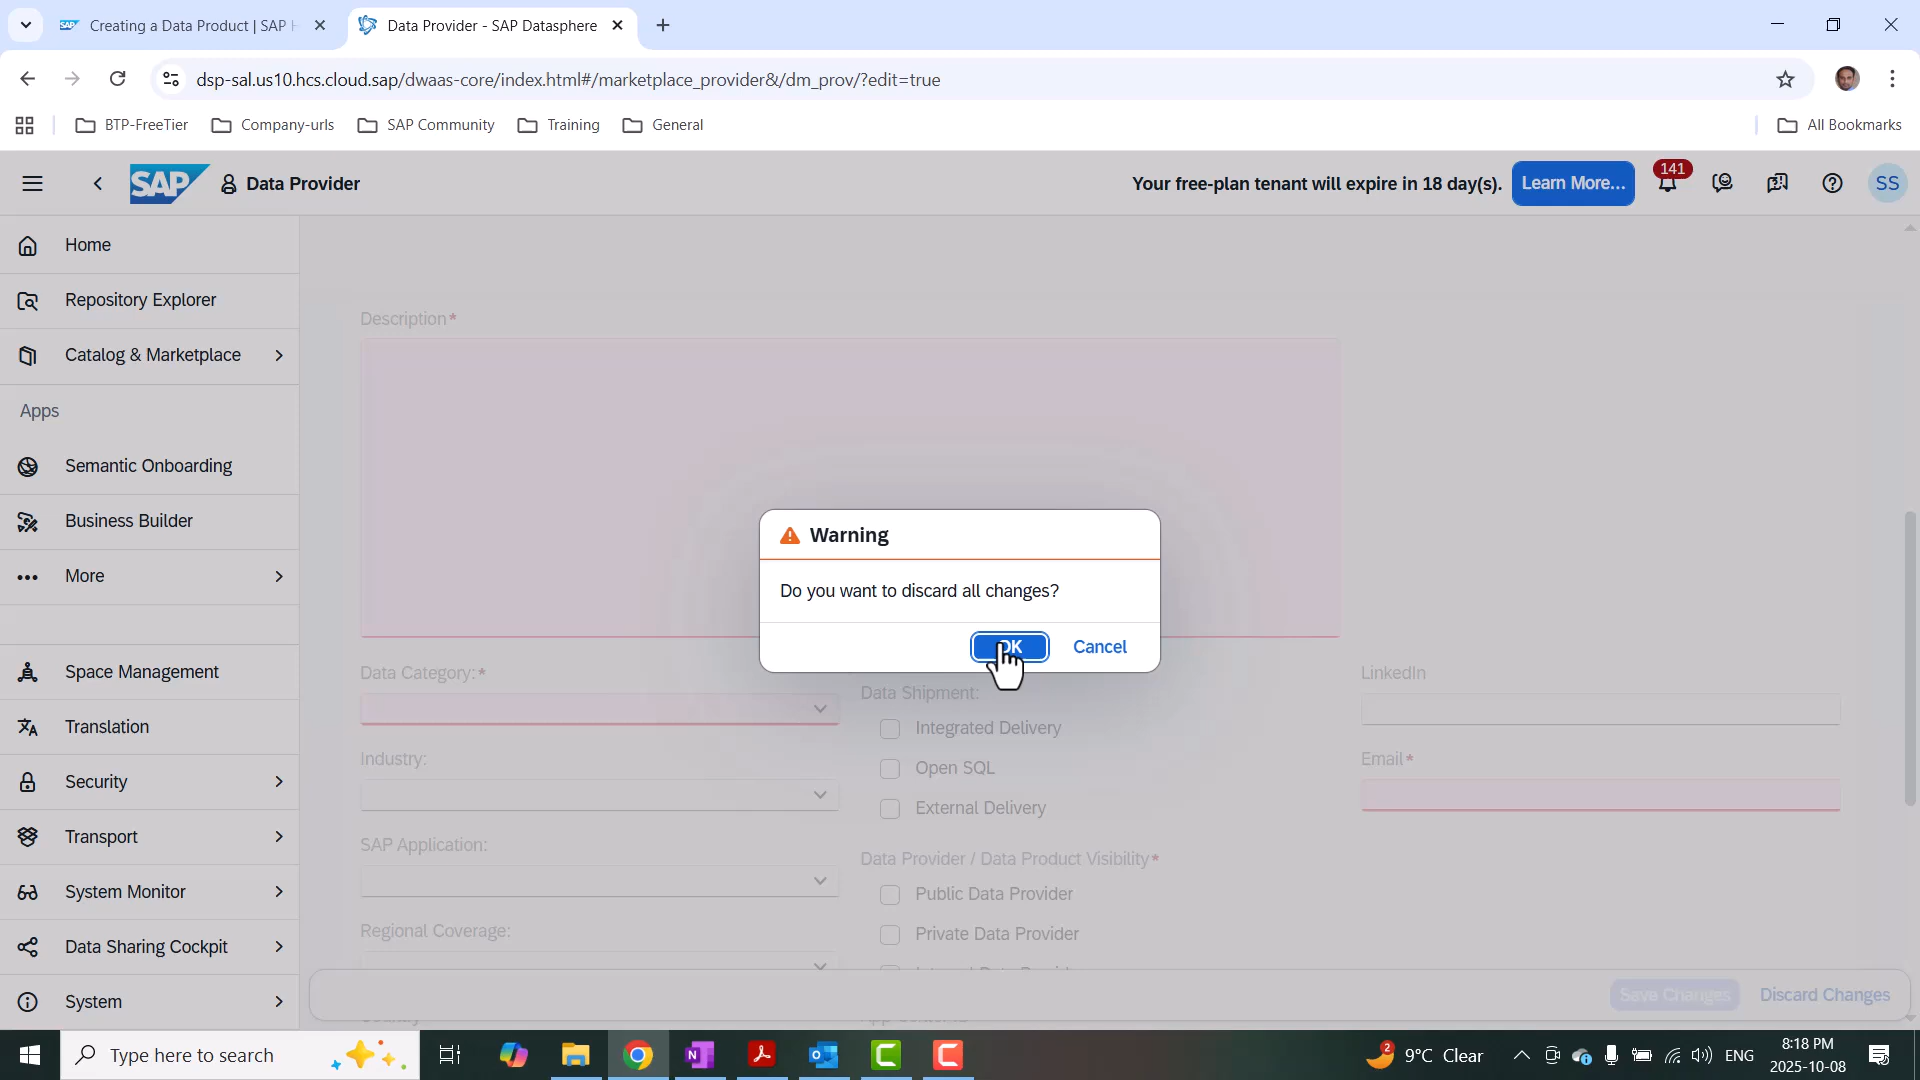 Creating a Data Product | SAP H
Data Provider - SAP Datasphere
dsp-sal.us10.hcs.cloud.sap/dwaas-core/index.html#/marketplace_provider&/dm_prov/?edit=true
BTP-FreeTier
Company-urls
SAP Community
Training
General
All Bookmarks
SAP
Data Provider
Your free-plan tenant will expire in 18 day(s).
Learn More...
141
SS
Home
Repository Explorer
Catalog & Marketplace
Apps
Semantic Onboarding
Business Builder
More
Space Management
Translation
Security
Transport
System Monitor
Data Sharing Cockpit
System
Description*
Warning
Do you want to discard all changes?
OK
Cancel
Data Category:*
Industry:
SAP Application:
Regional Coverage:
Country
Data Shipment:
Integrated Delivery
Open SQL
External Delivery
Data Provider / Data Product Visibility*
Public Data Provider
Private Data Provider
LinkedIn
Email*
Save Changes
Discard Changes
Type here to search
2
9°C Clear
ENG
8:18 PM
2025-10-08